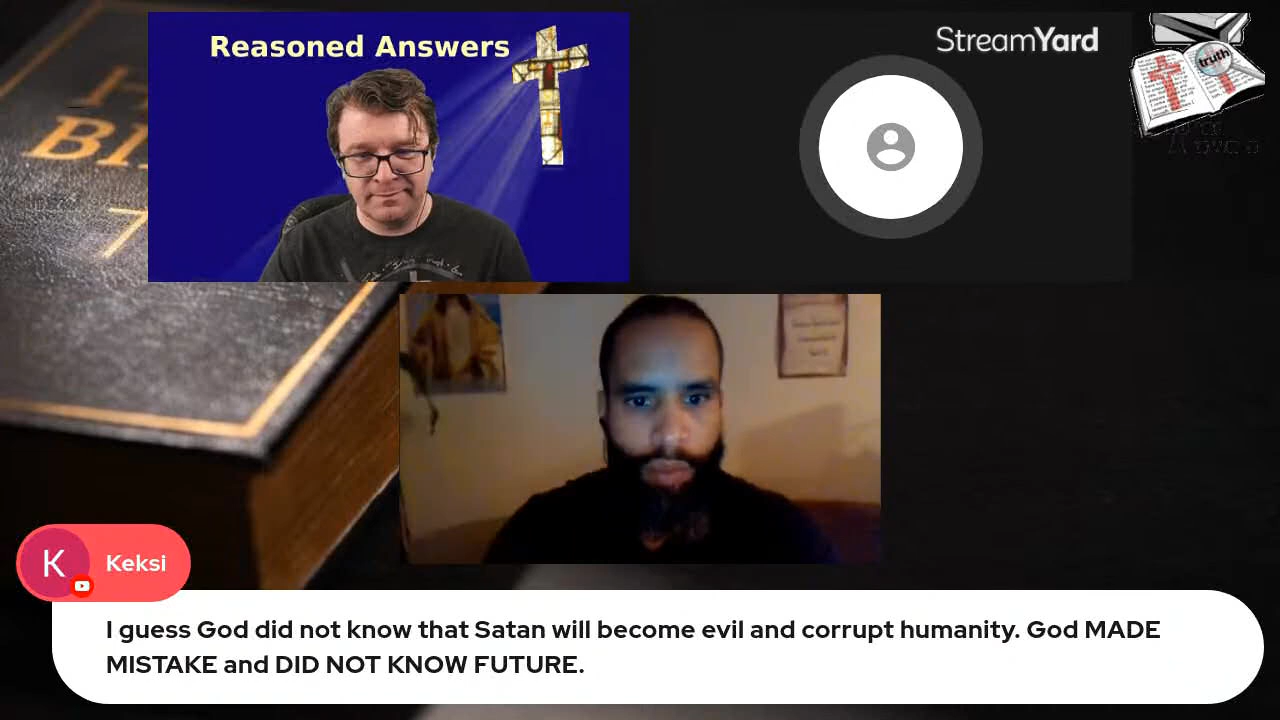 Reasoned Answers
StreamYard
truth
K
Keksi
I guess God did not know that Satan will become evil and corrupt humanity. God MADE
MISTAKE and DID NOT KNOW FUTURE.